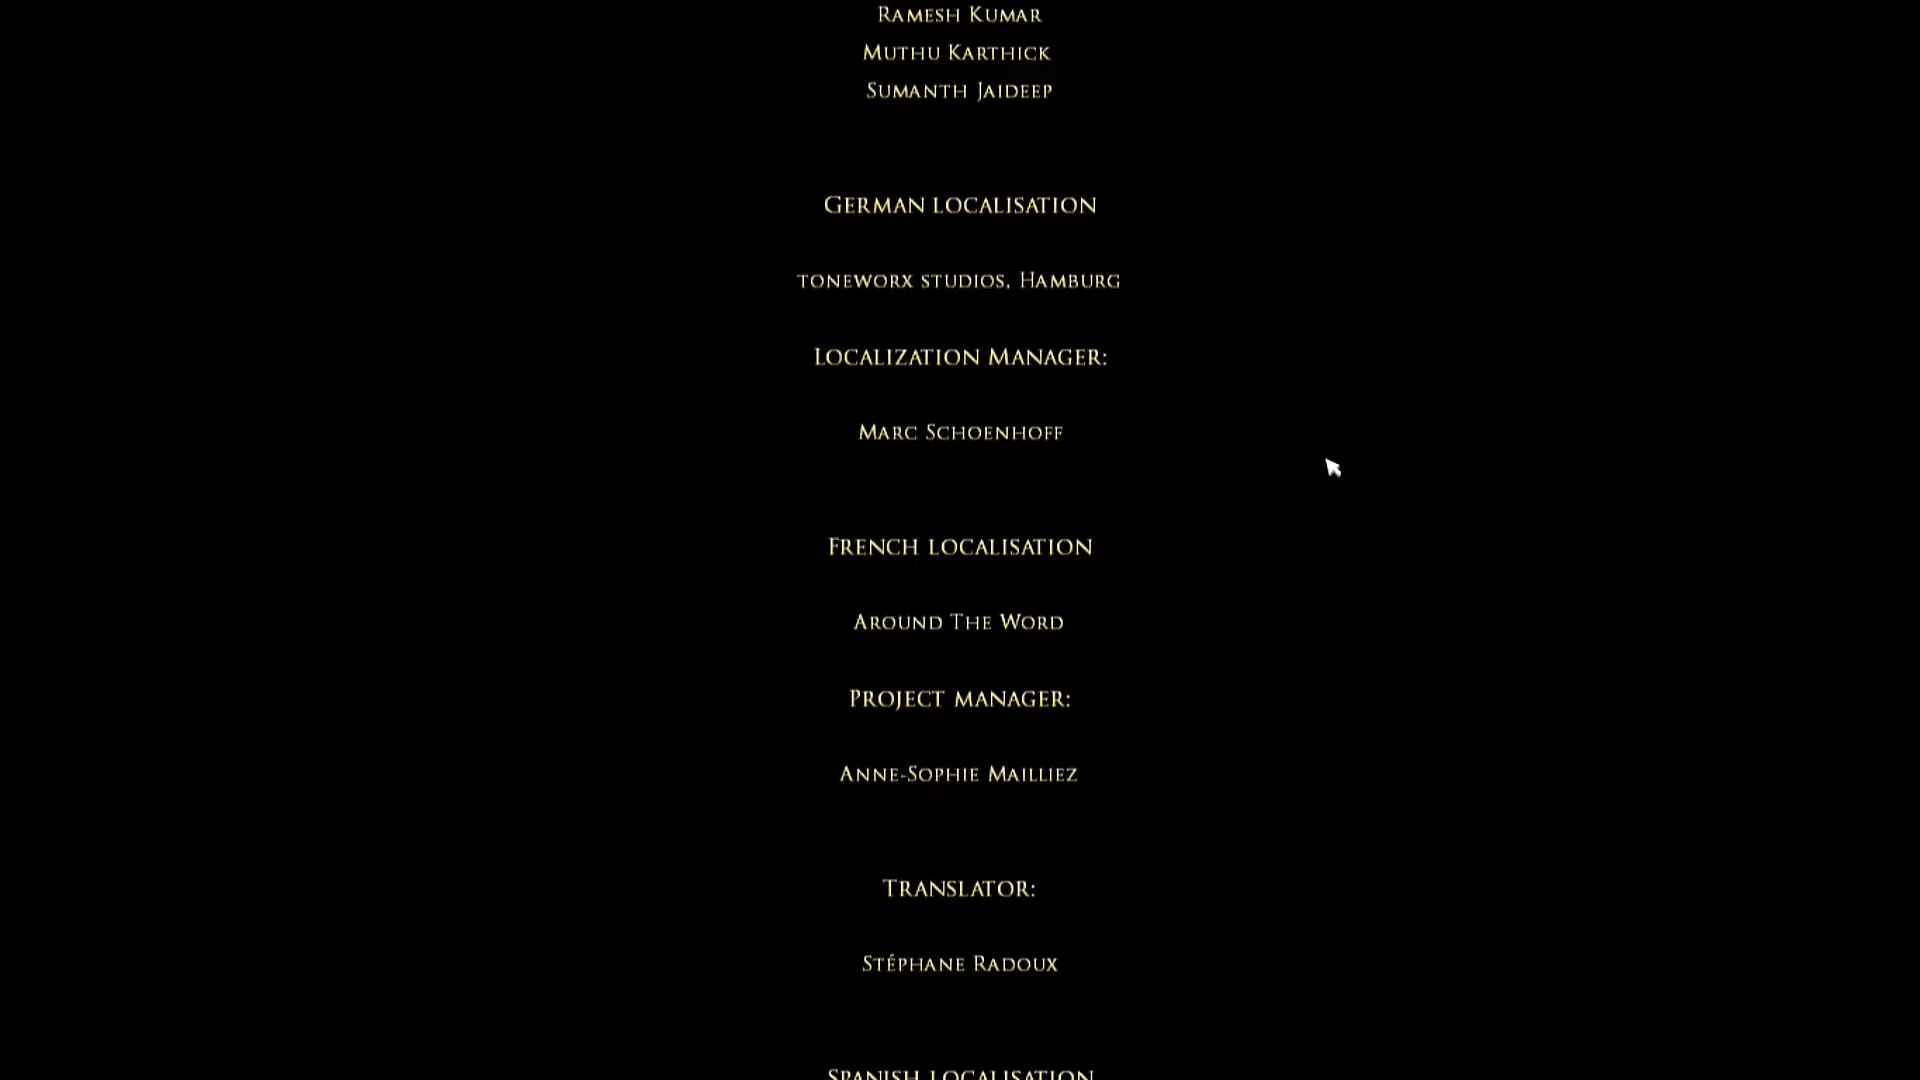 Ramesh Kumar
Muthu Karthick
Sumanth Jaideep
German localisation
toneworx studios, Hamburg
Localization Manager:
Marc Schoenhoff
French localisation
Around The Word
Project manager:
Anne-Sophie Mailliez
Translator:
Stéphane Radoux
Spanish localisation